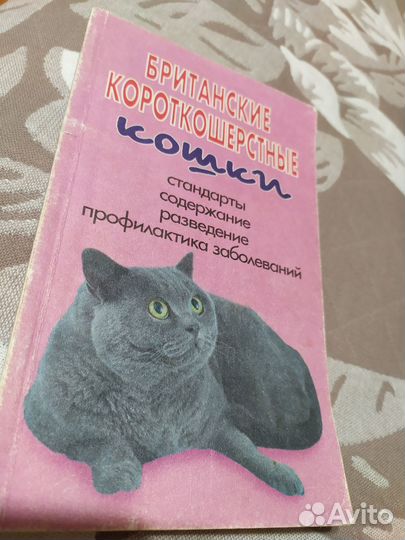 БРИТАНСКИЕ
КОРОТКОШЕРСТНЫЕ
кошки
стандарты
содержание
разведение
профилактика заболеваний
Avito